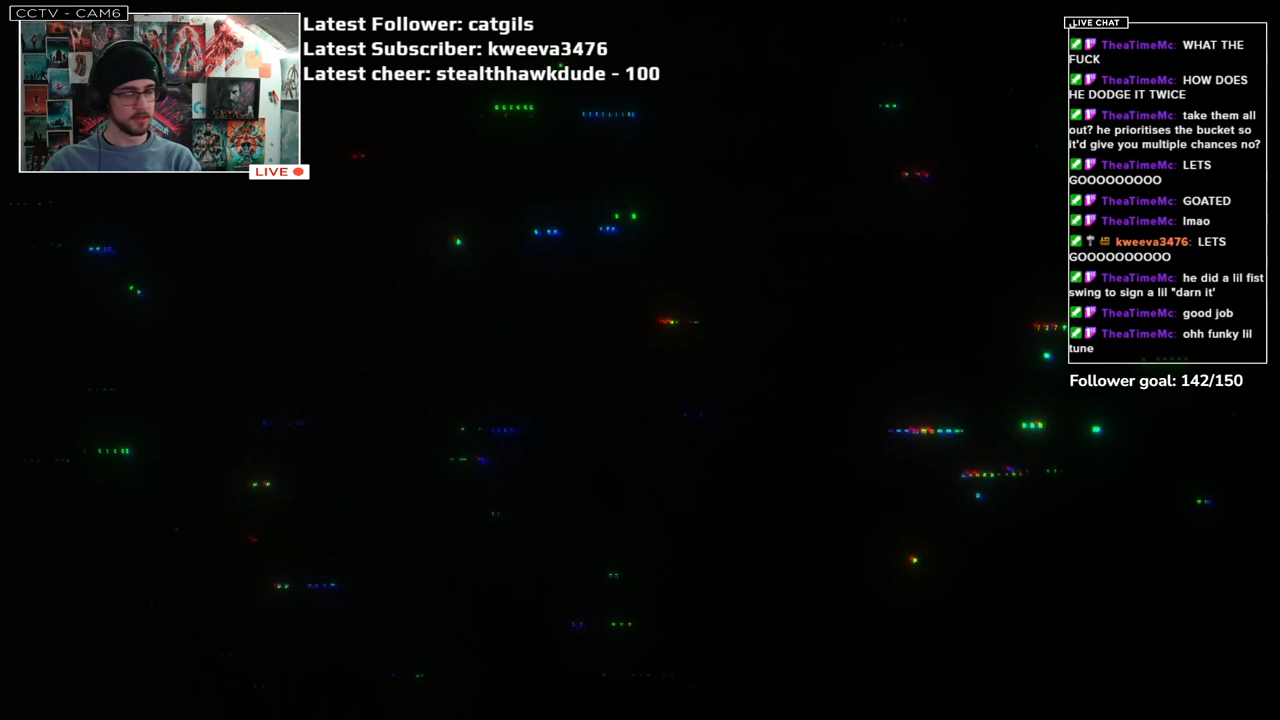 CCTV - CAM6
LIVE
Latest Follower: catgils
Latest Subscriber: kweeva3476
Latest cheer: stealthhawkdude - 100
LIVE CHAT
TheaTimeMc: WHAT THE
FUCK
TheaTimeMc: HOW DOES
HE DODGE IT TWICE
TheaTimeMc: take them all
out? he prioritises the bucket so
it'd give you multiple chances no?
TheaTimeMc: LETS
GOOOOOOOOO
TheaTimeMc: GOATED
TheaTimeMc: lmao
kweeva3476: LETS
GOOOOOOOOOO
TheaTimeMc: he did a lil fist
swing to sign a lil "darn it'
TheaTimeMc: good job
TheaTimeMc: ohh funky lil
tune
Follower goal: 142/150